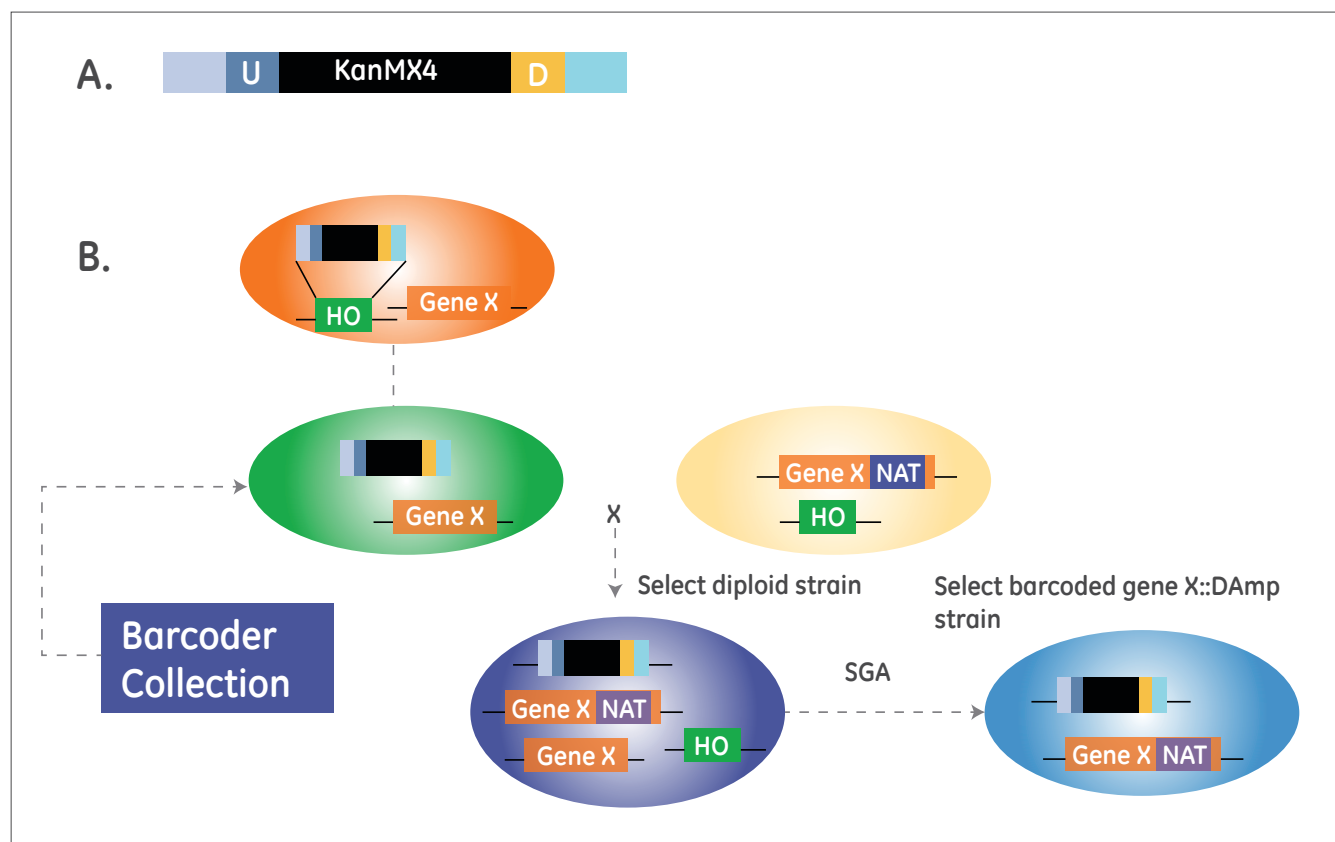 A.
U
KanMX4
D
B.
HO
Gene X
Gene X
X
Gene X NAT
HO
Select diploid strain
Select barcoded gene X::DAmp
strain
Barcoder
Collection
Gene X NAT
Gene X
HO
SGA
Gene X NAT